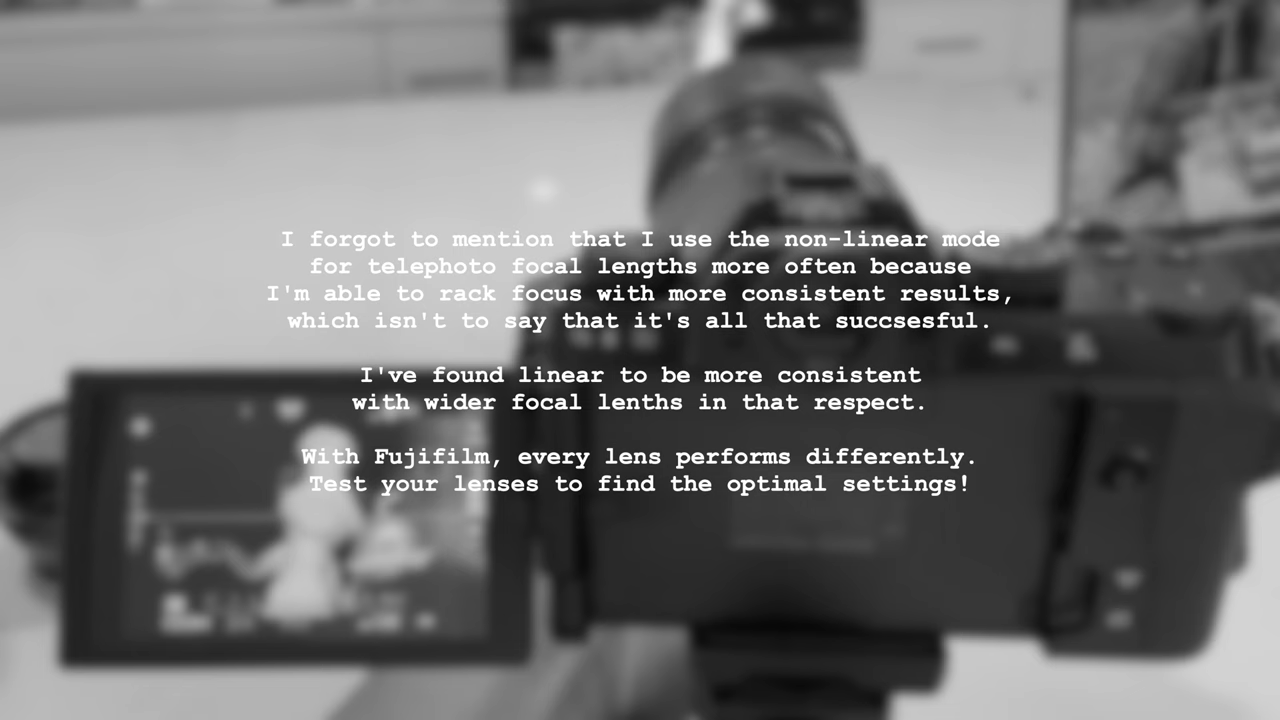 I forgot to mention that I use the non-linear mode
for telephoto focal lengths more often because
I'm able to rack focus with more consistent results,
which isn't to say that it's all that succsesful.
I've found linear to be more consistent
with wider focal lenths in that respect.
With Fujifilm, every lens performs differently.
Test your lenses to find the optimal settings!